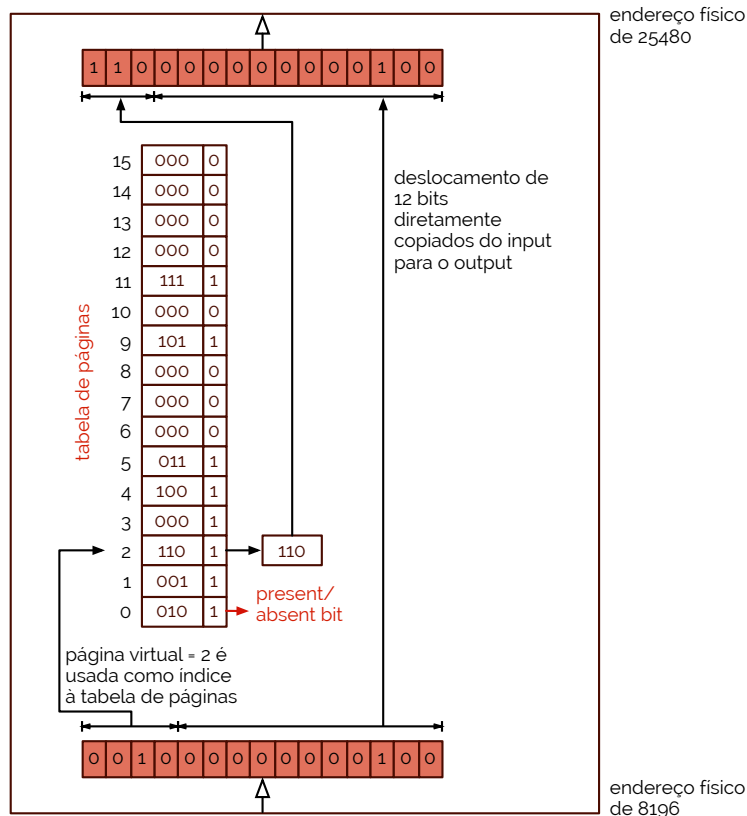 endereço físico
de 25480
1 1 0 0 0 0 0 0 0 0 0 0 1 0 0
15 000 0
14 000 0
13 000 0
12 000 0
11 111 1
10 000 0
9 101 1
8 000 0
7 000 0
6 000 0
5 011 1
4 100 1
3 000 1
2 110 1 110
1 001 1
0 010 1
tabela de páginas
deslocamento de
12 bits
diretamente
copiados do input
para o output
present/
absent bit
página virtual = 2 é
usada como índice
à tabela de páginas
0 0 1 0 0 0 0 0 0 0 0 0 1 0 0
endereço físico
de 8196